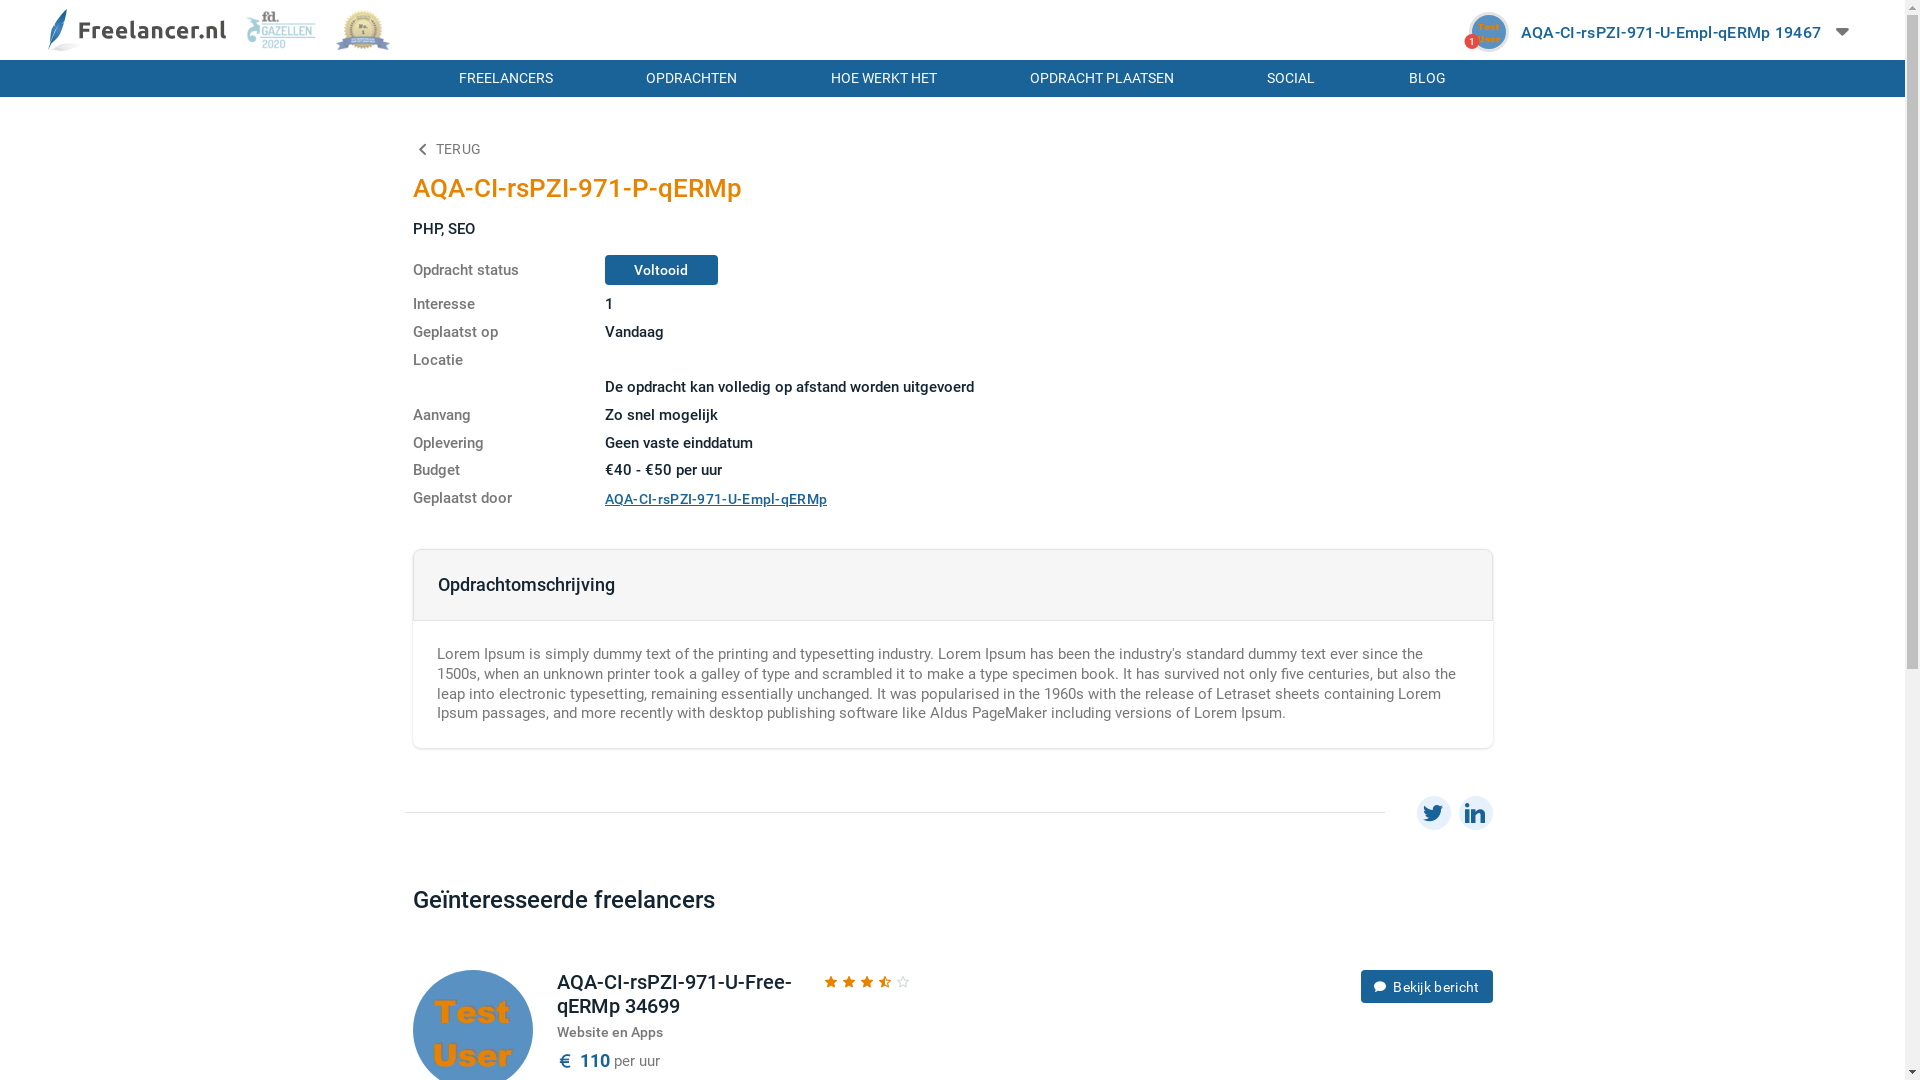 Freelancer.nl
fd.
GAZELLEN
2020
No.
1
1
Test
User
AQA-CI-rsPZI-971-U-Empl-qERMp 19467
FREELANCERS
OPDRACHTEN
HOE WERKT HET
OPDRACHT PLAATSEN
SOCIAL
BLOG
TERUG
AQA-CI-rsPZI-971-P-qERMp
PHP, SEO
Opdracht status
Voltooid
Interesse
1
Geplaatst op
Vandaag
Locatie
De opdracht kan volledig op afstand worden uitgevoerd
Aanvang
Zo snel mogelijk
Oplevering
Geen vaste einddatum
Budget
€40 - €50 per uur
Geplaatst door
AQA-CI-rsPZI-971-U-Empl-qERMp
Opdrachtomschrijving
Lorem Ipsum is simply dummy text of the printing and typesetting industry. Lorem Ipsum has been the industry's standard dummy text ever since the
1500s, when an unknown printer took a galley of type and scrambled it to make a type specimen book. It has survived not only five centuries, but also the
leap into electronic typesetting, remaining essentially unchanged. It was popularised in the 1960s with the release of Letraset sheets containing Lorem
Ipsum passages, and more recently with desktop publishing software like Aldus PageMaker including versions of Lorem Ipsum.
in
Geïnteresseerde freelancers
Test
User
AQA-CI-rsPZI-971-U-Free-
qERMp 34699
Website en Apps
€ 110 per uur
Bekijk bericht